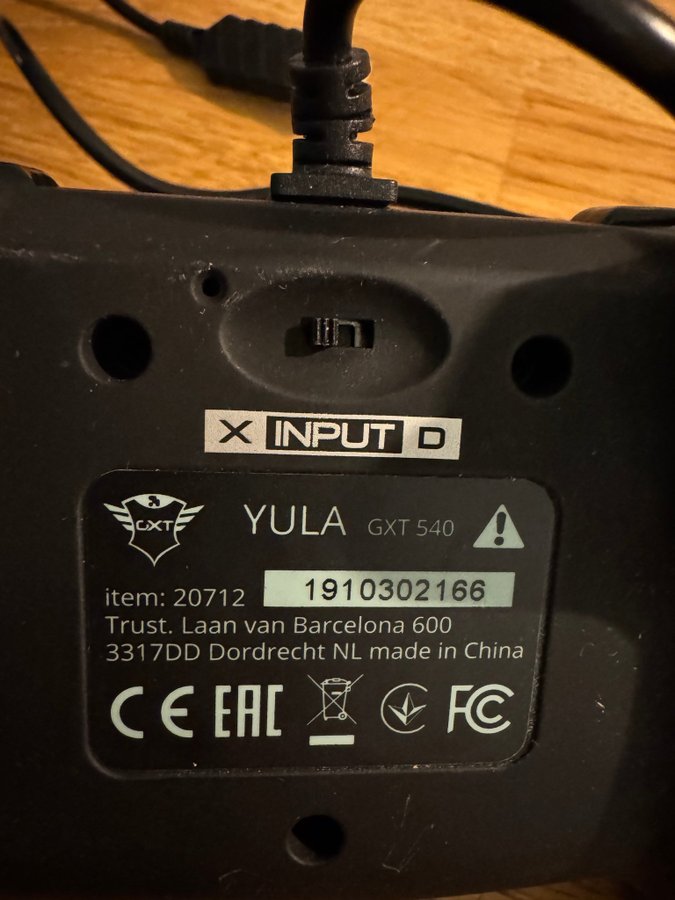 X INPUT D
GXT
YULA GXT 540
item: 20712 1910302166
Trust. Laan van Barcelona 600
3317DD Dordrecht NL made in China
CE EAC FC